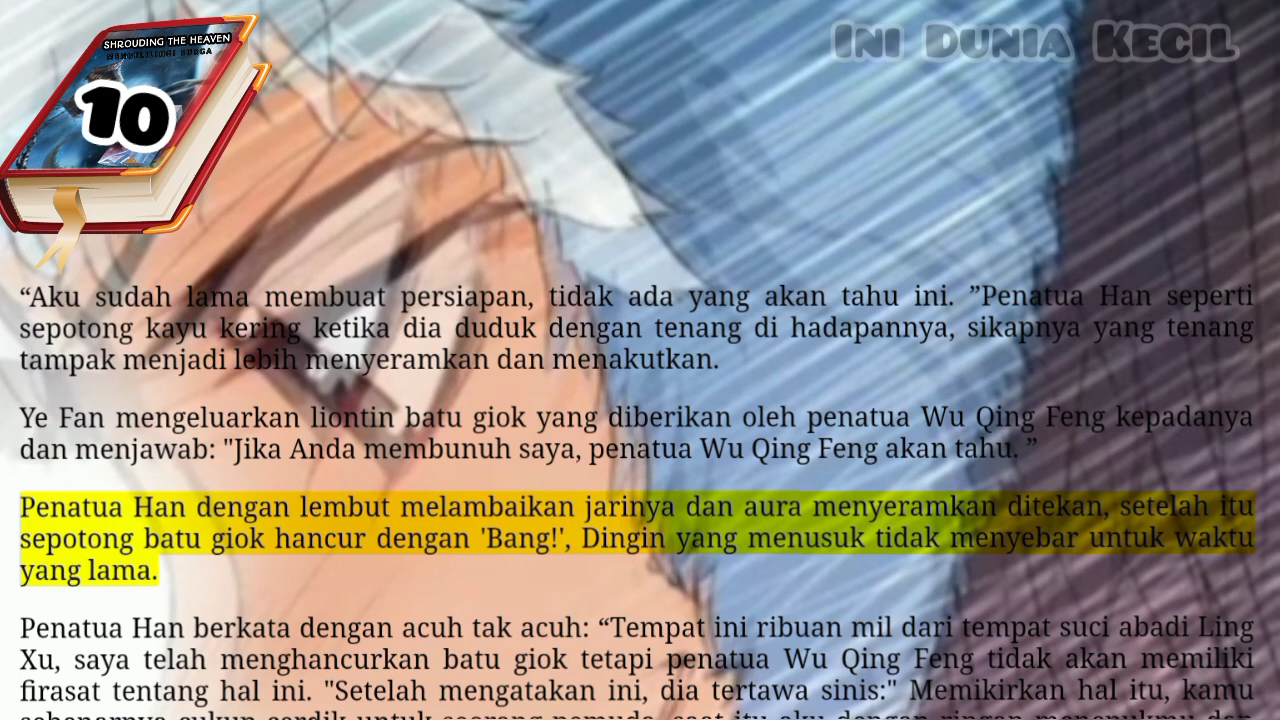 SHROUDING THE HEAVEN
10
Ini Dunia Kecil
“Aku sudah lama membuat persiapan, tidak ada yang akan tahu ini. ”Penatua Han seperti
sepotong kayu kering ketika dia duduk dengan tenang di hadapannya, sikapnya yang tenang
tampak menjadi lebih menyeramkan dan menakutkan.
Ye Fan mengeluarkan liontin batu giok yang diberikan oleh penatua Wu Qing Feng kepadanya
dan menjawab: "Jika Anda membunuh saya, penatua Wu Qing Feng akan tahu. ”
Penatua Han dengan lembut melambaikan jarinya dan aura menyeramkan ditekan, setelah itu
sepotong batu giok hancur dengan 'Bang!', Dingin yang menusuk tidak menyebar untuk waktu
yang lama.
Penatua Han berkata dengan acuh tak acuh: “Tempat ini ribuan mil dari tempat suci abadi Ling
Xu, saya telah menghancurkan batu giok tetapi penatua Wu Qing Feng tidak akan memiliki
firasat tentang hal ini. "Setelah mengatakan ini, dia tertawa sinis:" Memikirkan hal itu, kamu